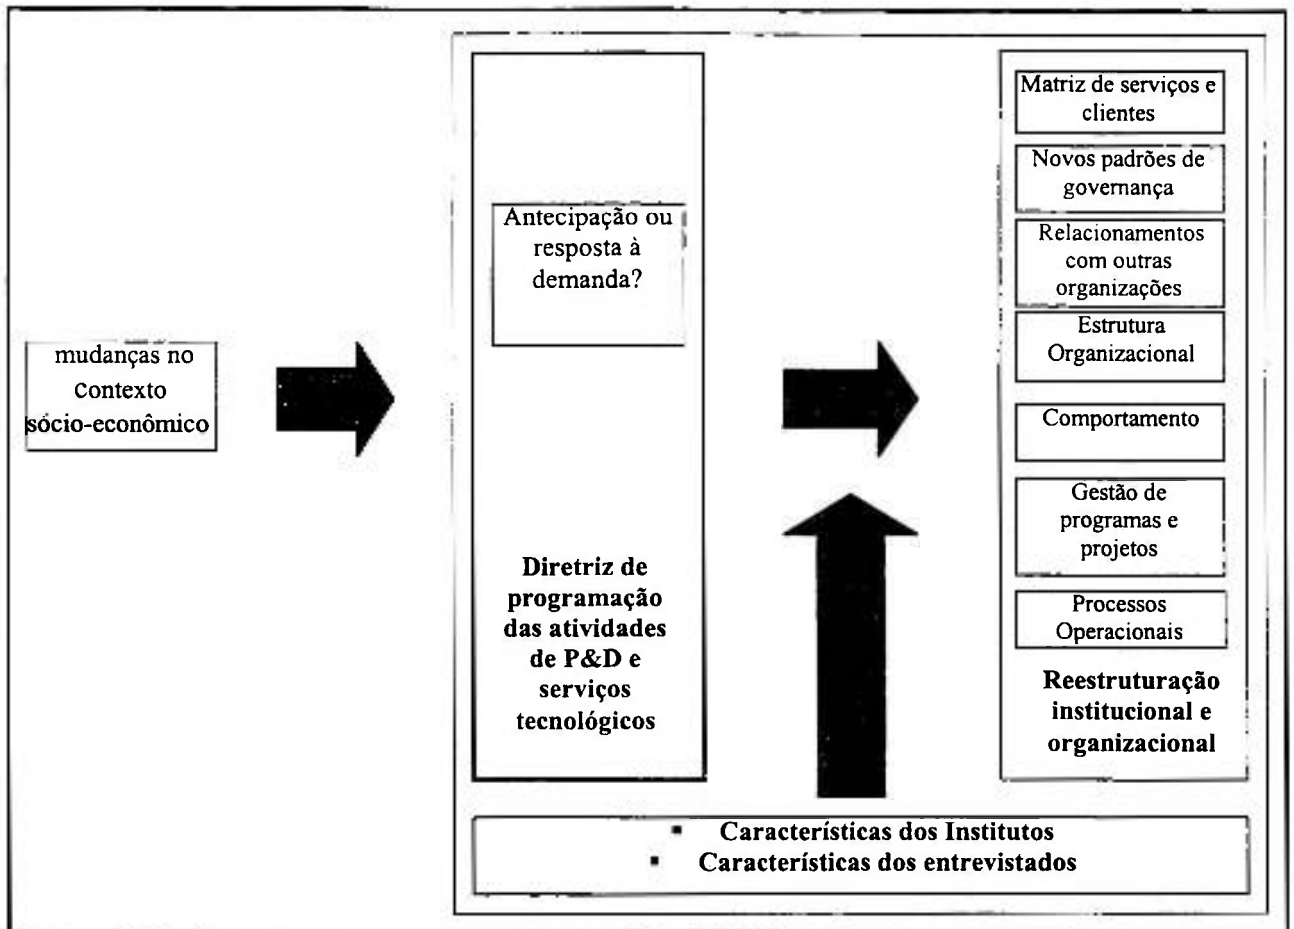 mudanças no
contexto
sócio-econômico
Antecipação ou
resposta à
demanda?
Diretriz de
programação
das atividades
de P&D e
serviços
tecnológicos
Matriz de serviços e
clientes
Novos padrões de
governança
Relacionamentos
com outras
organizações
Estrutura
Organizacional
Comportamento
Gestão de
programas e
projetos
Processos
Operacionais
Reestruturação
institucional e
organizacional
▪ Características dos Institutos
▪ Características dos entrevistados